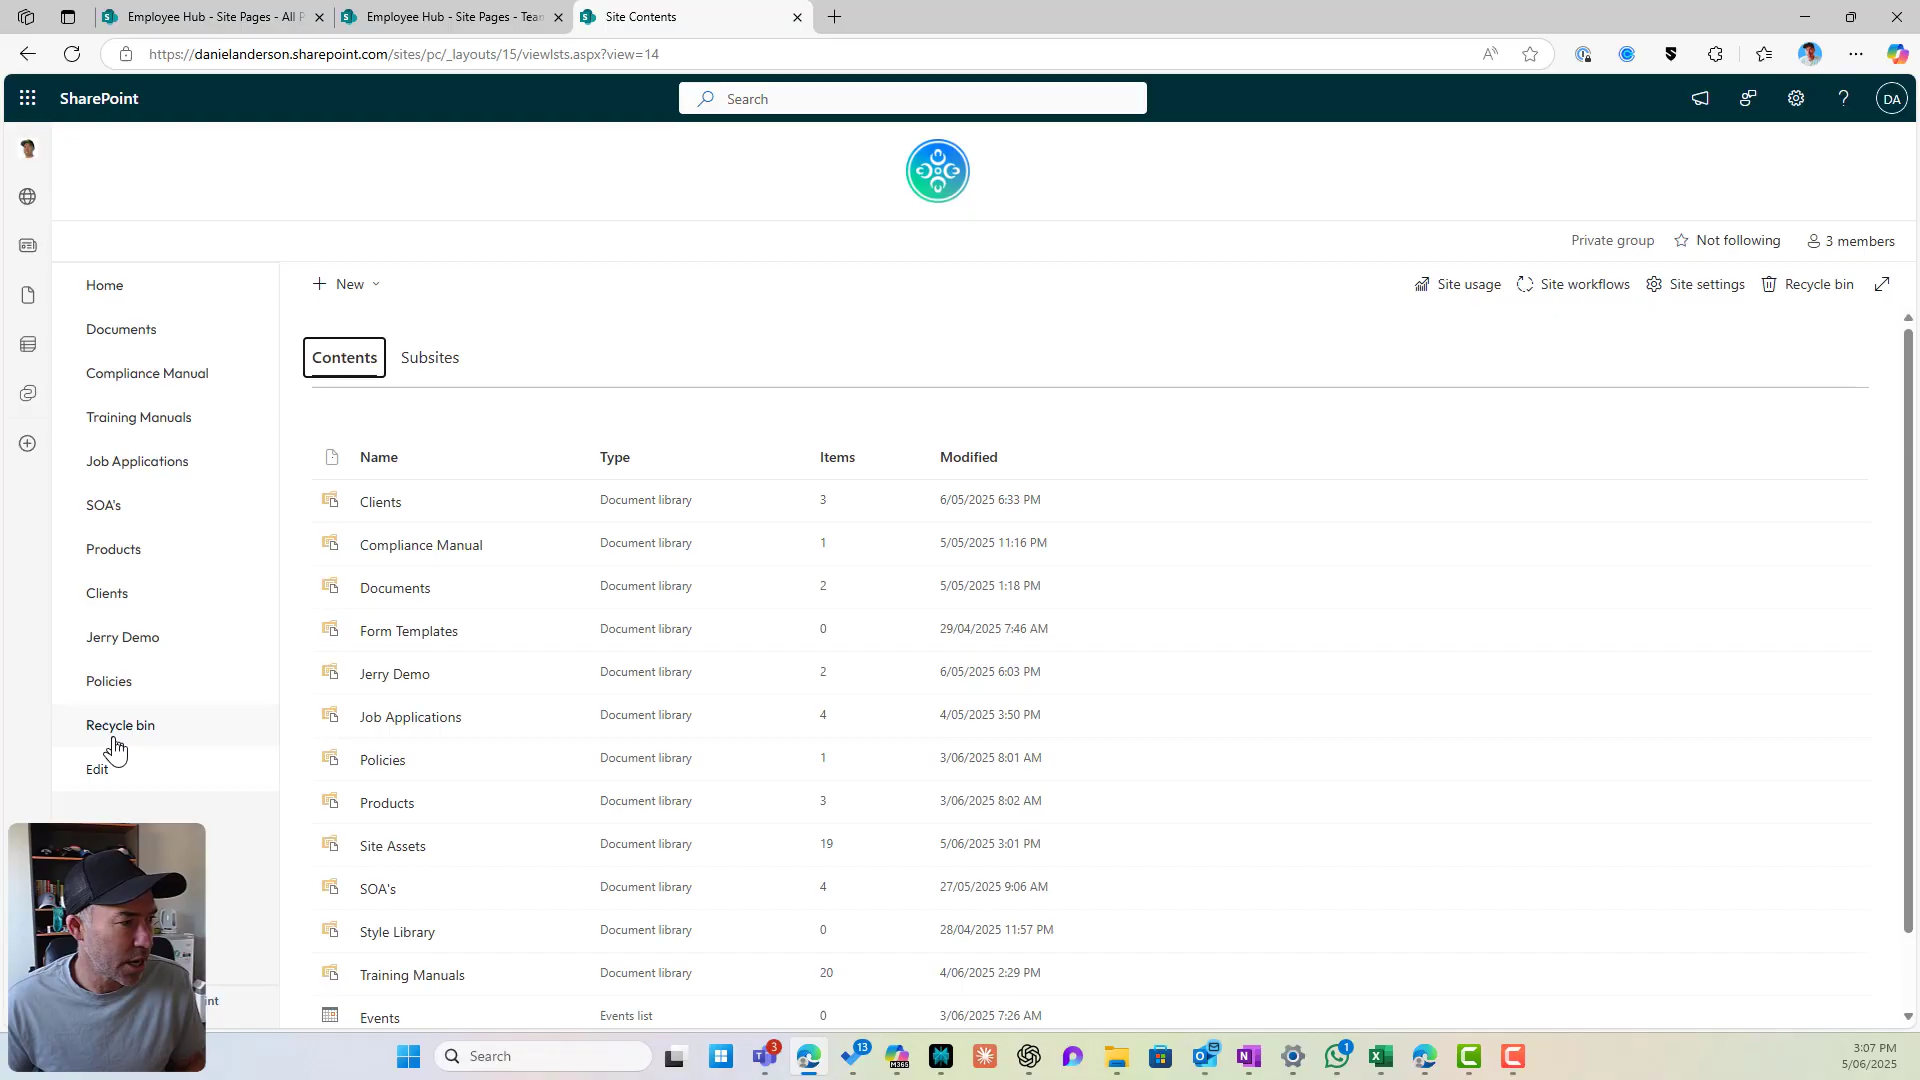 Employee Hub - Site Pages - All P
Employee Hub - Site Pages - Tean
Site Contents
https://danielanderson.sharepoint.com/sites/pc/_layouts/15/viewlsts.aspx?view=14
SharePoint
Search
DA
Private group
Not following
3 members
Home
Documents
Compliance Manual
Training Manuals
Job Applications
SOA's
Products
Clients
Jerry Demo
Policies
Recycle bin
Edit
New
Site usage
Site workflows
Site settings
Recycle bin
Contents
Subsites
Name Type Items Modified
Clients Document library 3 6/05/2025 6:33 PM
Compliance Manual Document library 1 5/05/2025 11:16 PM
Documents Document library 2 5/05/2025 1:18 PM
Form Templates Document library 0 29/04/2025 7:46 AM
Jerry Demo Document library 2 6/05/2025 6:03 PM
Job Applications Document library 4 4/05/2025 3:50 PM
Policies Document library 1 3/06/2025 8:01 AM
Products Document library 3 3/06/2025 8:02 AM
Site Assets Document library 19 5/06/2025 3:01 PM
SOA's Document library 4 27/05/2025 9:06 AM
Style Library Document library 0 28/04/2025 11:57 PM
Training Manuals Document library 20 4/06/2025 2:29 PM
Events Events list 0 3/06/2025 7:26 AM
int
Search
3
13
M365
1
3:07 PM
5/06/2025